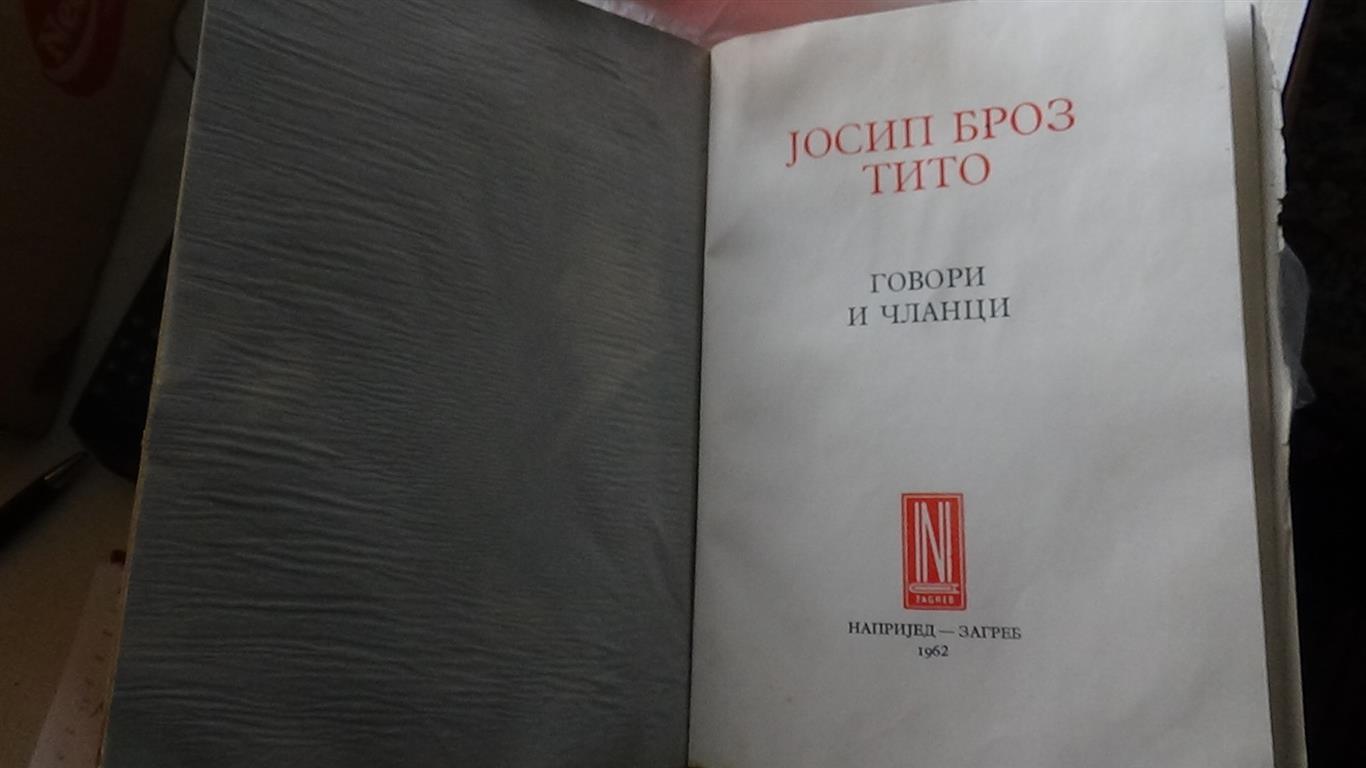 ЈОСИП БРОЗ
ТИТО
ГОВОРИ
И ЧЛАНЦИ
N
ZAGREB
НАПРИЈЕД — ЗАГРЕБ
1962